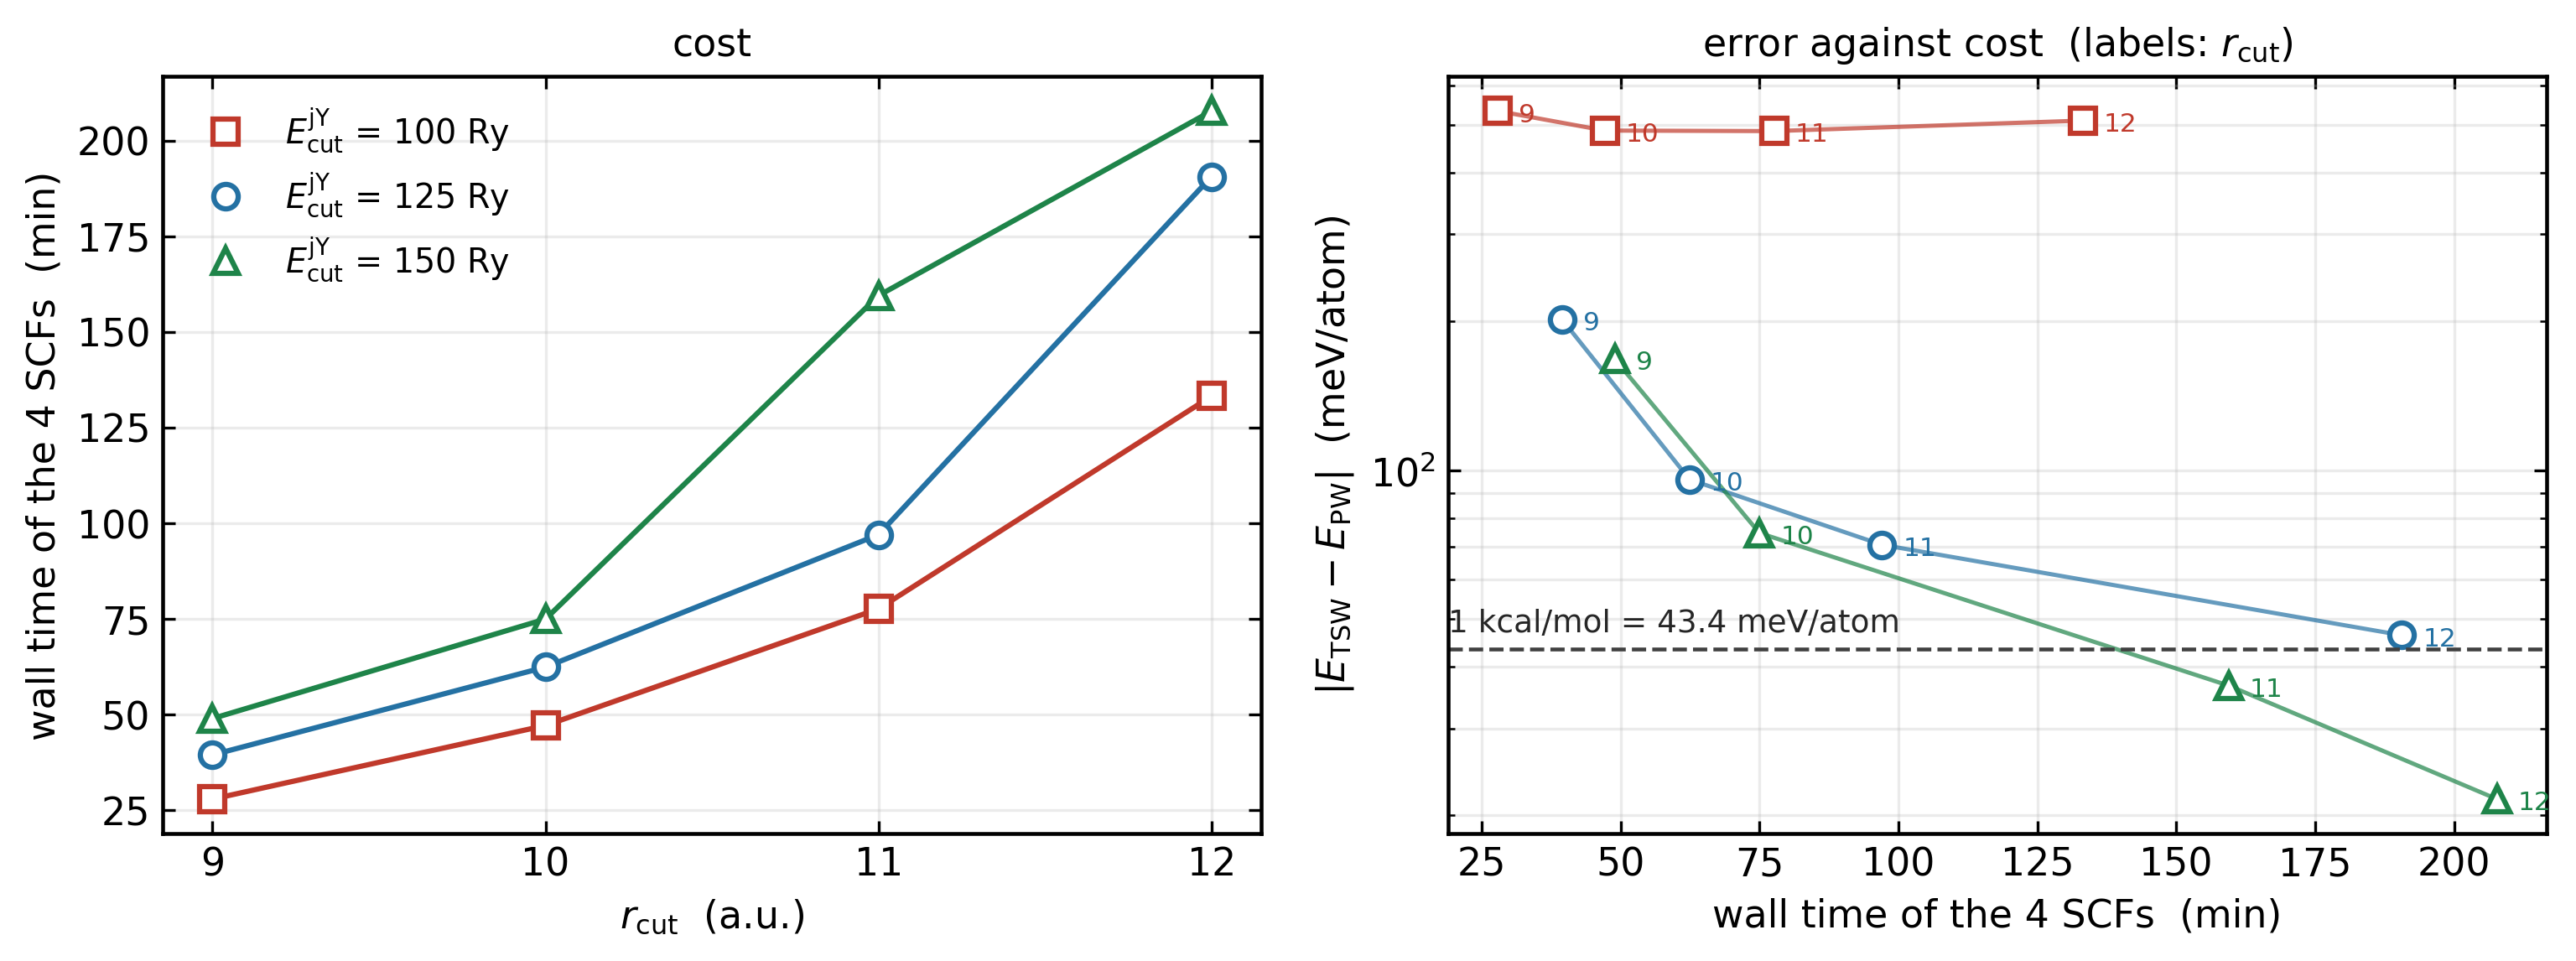 cost
wall time of the 4 SCFs (min)
200
175
150
125
100
75
50
25
E_cut^jY = 100 Ry
E_cut^jY = 125 Ry
E_cut^jY = 150 Ry
9 10 11 12
r_cut (a.u.)
error against cost (labels: r_cut)
|E_TSW − E_PW| (meV/atom)
10²
9 10 11 12
9 10 11 12
9 10 11 12
1 kcal/mol = 43.4 meV/atom
25 50 75 100 125 150 175 200
wall time of the 4 SCFs (min)